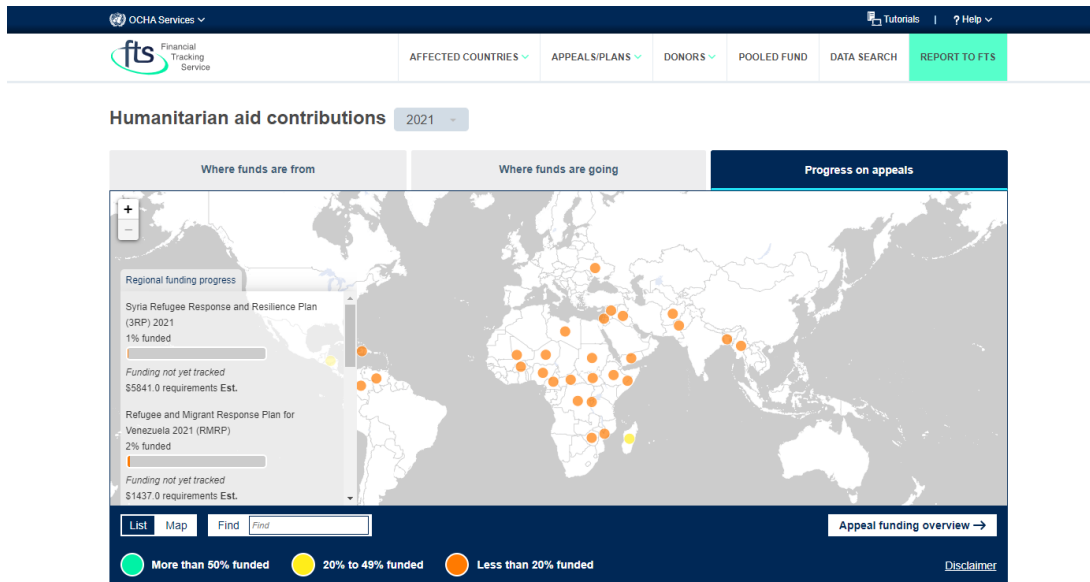 OCHA Services
Tutorials | ? Help
fts Financial
Tracking
Service
AFFECTED COUNTRIES APPEALS/PLANS DONORS POOLED FUND DATA SEARCH REPORT TO FTS
Humanitarian aid contributions 2021
Where funds are from Where funds are going Progress on appeals
+
−
Regional funding progress
Syria Refugee Response and Resilience Plan
(3RP) 2021
1% funded
Funding not yet tracked
$5841.0 requirements Est.
Refugee and Migrant Response Plan for
Venezuela 2021 (RMRP)
2% funded
Funding not yet tracked
$1437.0 requirements Est.
List Map Find Find Appeal funding overview →
More than 50% funded 20% to 49% funded Less than 20% funded Disclaimer